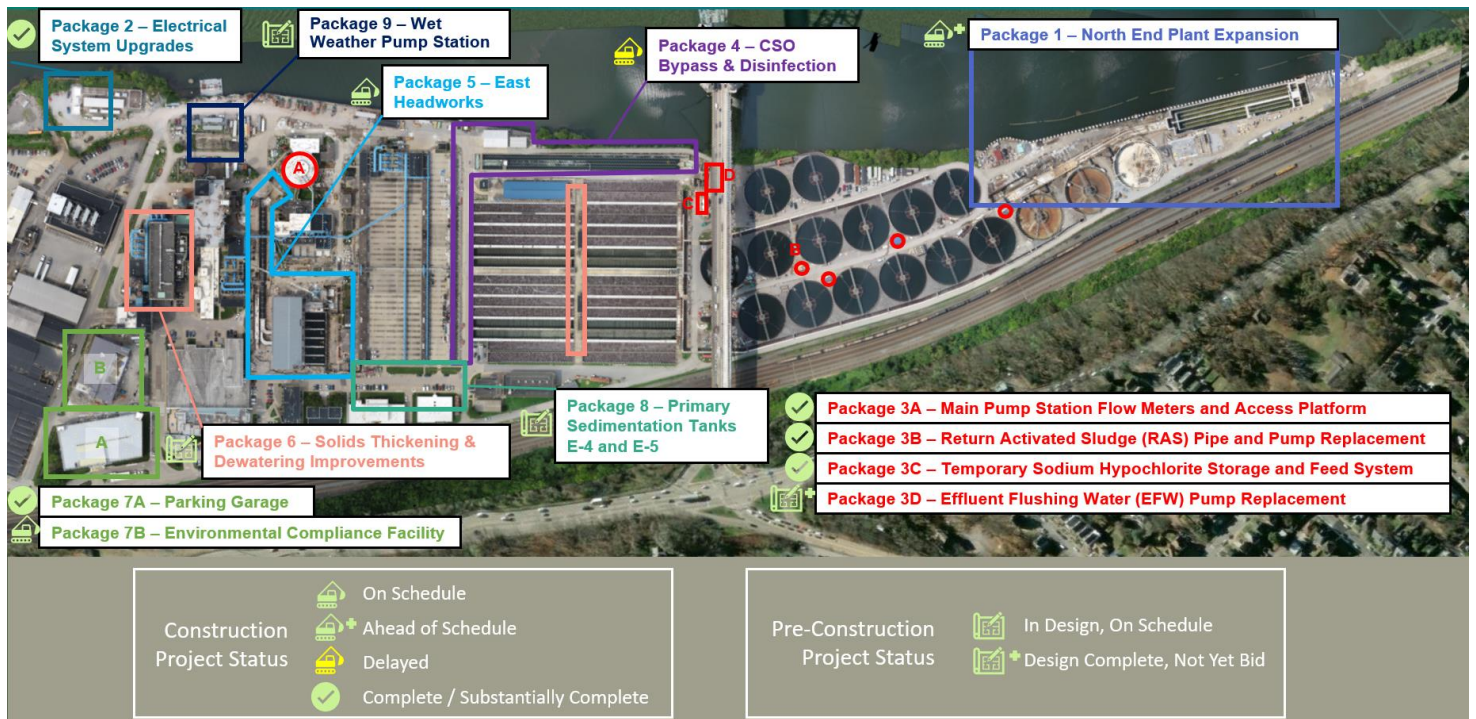 Package 2 – Electrical
System Upgrades
Package 9 – Wet
Weather Pump Station
Package 5 – East
Headworks
Package 4 – CSO
Bypass & Disinfection
Package 1 – North End Plant Expansion
A
D
C
B
B
A
Package 6 – Solids Thickening &
Dewatering Improvements
Package 8 – Primary
Sedimentation Tanks
E-4 and E-5
Package 3A – Main Pump Station Flow Meters and Access Platform
Package 3B – Return Activated Sludge (RAS) Pipe and Pump Replacement
Package 3C – Temporary Sodium Hypochlorite Storage and Feed System
Package 3D – Effluent Flushing Water (EFW) Pump Replacement
Package 7A – Parking Garage
Package 7B – Environmental Compliance Facility
Construction
Project Status
On Schedule
Ahead of Schedule
Delayed
Complete / Substantially Complete
Pre-Construction
Project Status
In Design, On Schedule
Design Complete, Not Yet Bid